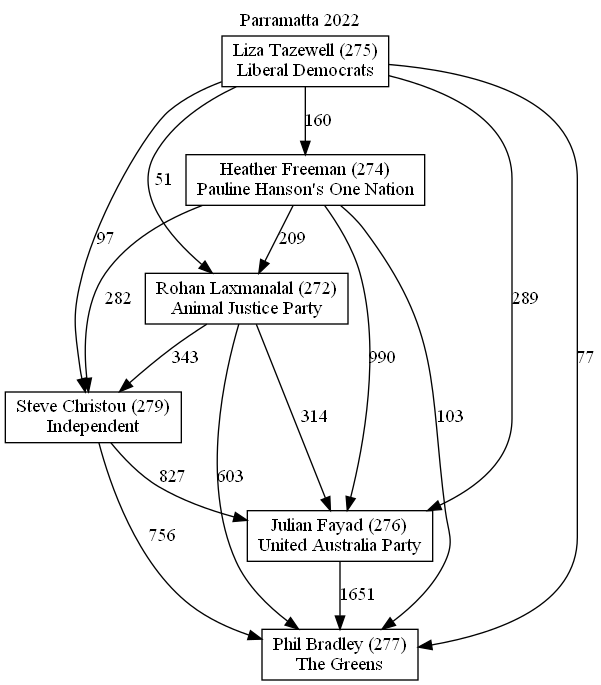 Parramatta 2022
Liza Tazewell (275)
Liberal Democrats
160
Heather Freeman (274)
Pauline Hanson's One Nation
51
97
209
282
289
Rohan Laxmanalal (272)
Animal Justice Party
343
990
77
Steve Christou (279)
Independent
314
103
827
603
756
Julian Fayad (276)
United Australia Party
1651
Phil Bradley (277)
The Greens